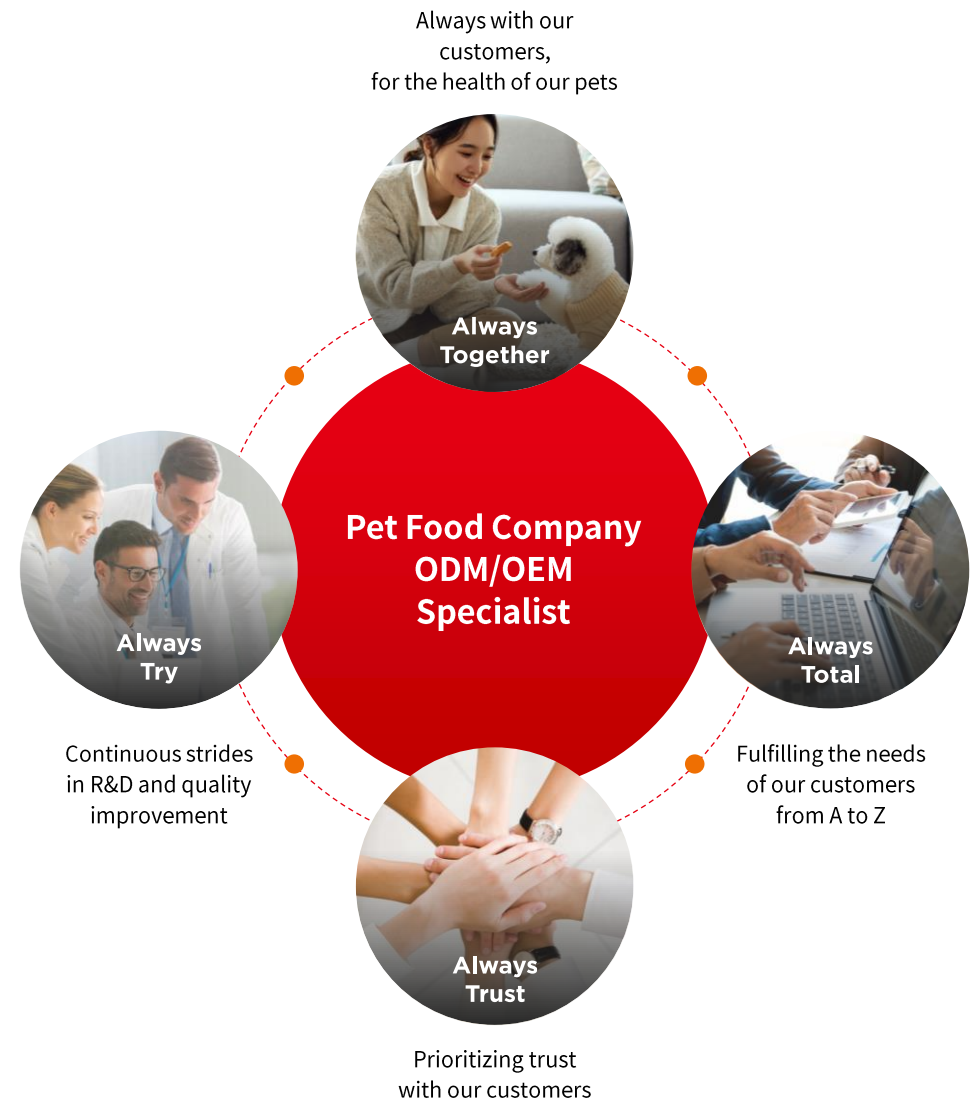 Always with our
customers,
for the health of our pets
Always
Together
Pet Food Company
ODM/OEM
Specialist
Always
Try
Always
Total
Continuous strides
in R&D and quality
improvement
Fulfilling the needs
of our customers
from A to Z
Always
Trust
Prioritizing trust
with our customers